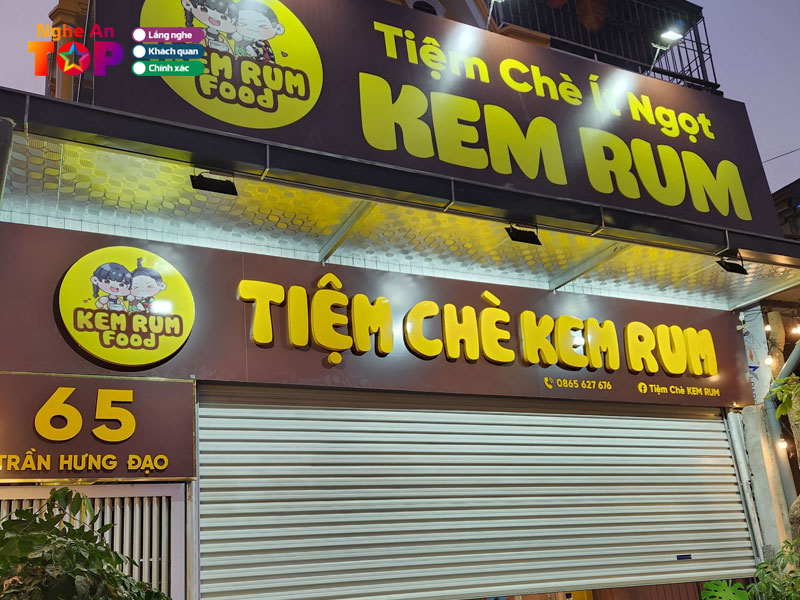 Nghe An
TOP
Lắng nghe
Khách quan
Chính xác
KEM RUM
Food
Tiệm Chè Ít Ngọt
KEM RUM
KEM RUM
Food
TIỆM CHÈ KEM RUM
0865 627 676
Tiệm Chè KEM RUM
65
TRẦN HƯNG ĐẠO